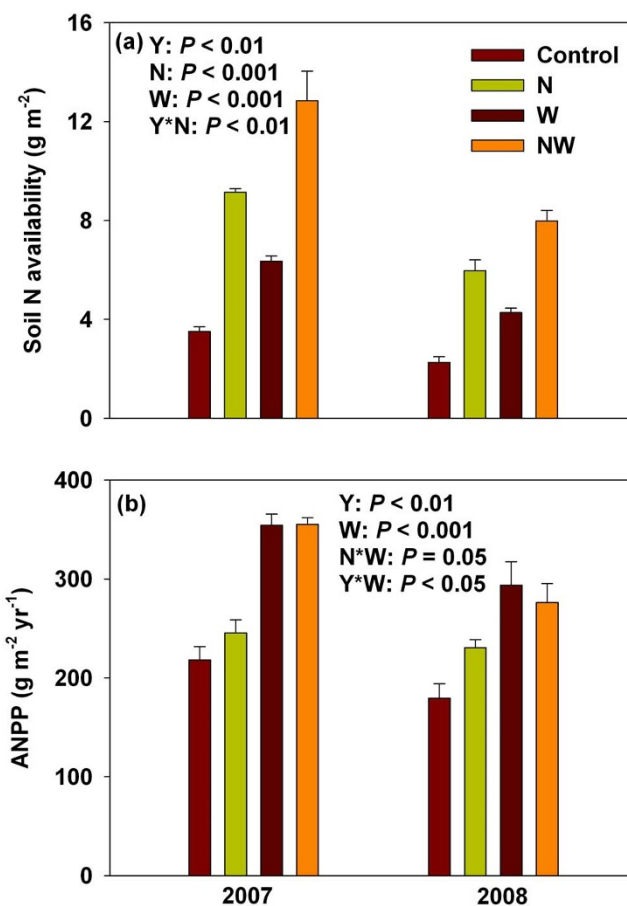 16
(a)
Y: P < 0.01
N: P < 0.001
W: P < 0.001
Y*N: P < 0.01
Control
N
W
NW
12
8
4
0
Soil N availability (g m⁻²)
400
(b)
Y: P < 0.01
W: P < 0.001
N*W: P = 0.05
Y*W: P < 0.05
300
200
100
0
ANPP (g m⁻² yr⁻¹)
2007 2008